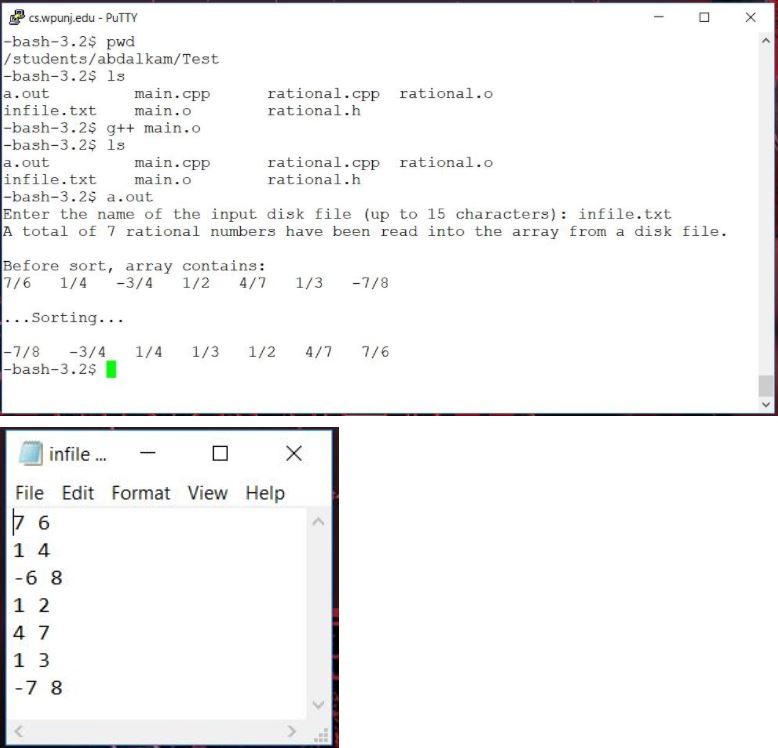 cs.wpunj.edu - PuTTY
-bash-3.2$ pwd
/students/abdalkam/Test
-bash-3.2$ ls
a.out         main.cpp      rational.cpp  rational.o
infile.txt    main.o        rational.h
-bash-3.2$ g++ main.o
-bash-3.2$ ls
a.out         main.cpp      rational.cpp  rational.o
infile.txt    main.o        rational.h
-bash-3.2$ a.out
Enter the name of the input disk file (up to 15 characters): infile.txt
A total of 7 rational numbers have been read into the array from a disk file.
Before sort, array contains:
7/6   1/4   -3/4   1/2   4/7   1/3   -7/8
...Sorting...
-7/8   -3/4   1/4   1/3   1/2   4/7   7/6
-bash-3.2$
infile ...
File Edit Format View Help
7 6
1 4
-6 8
1 2
4 7
1 3
-7 8